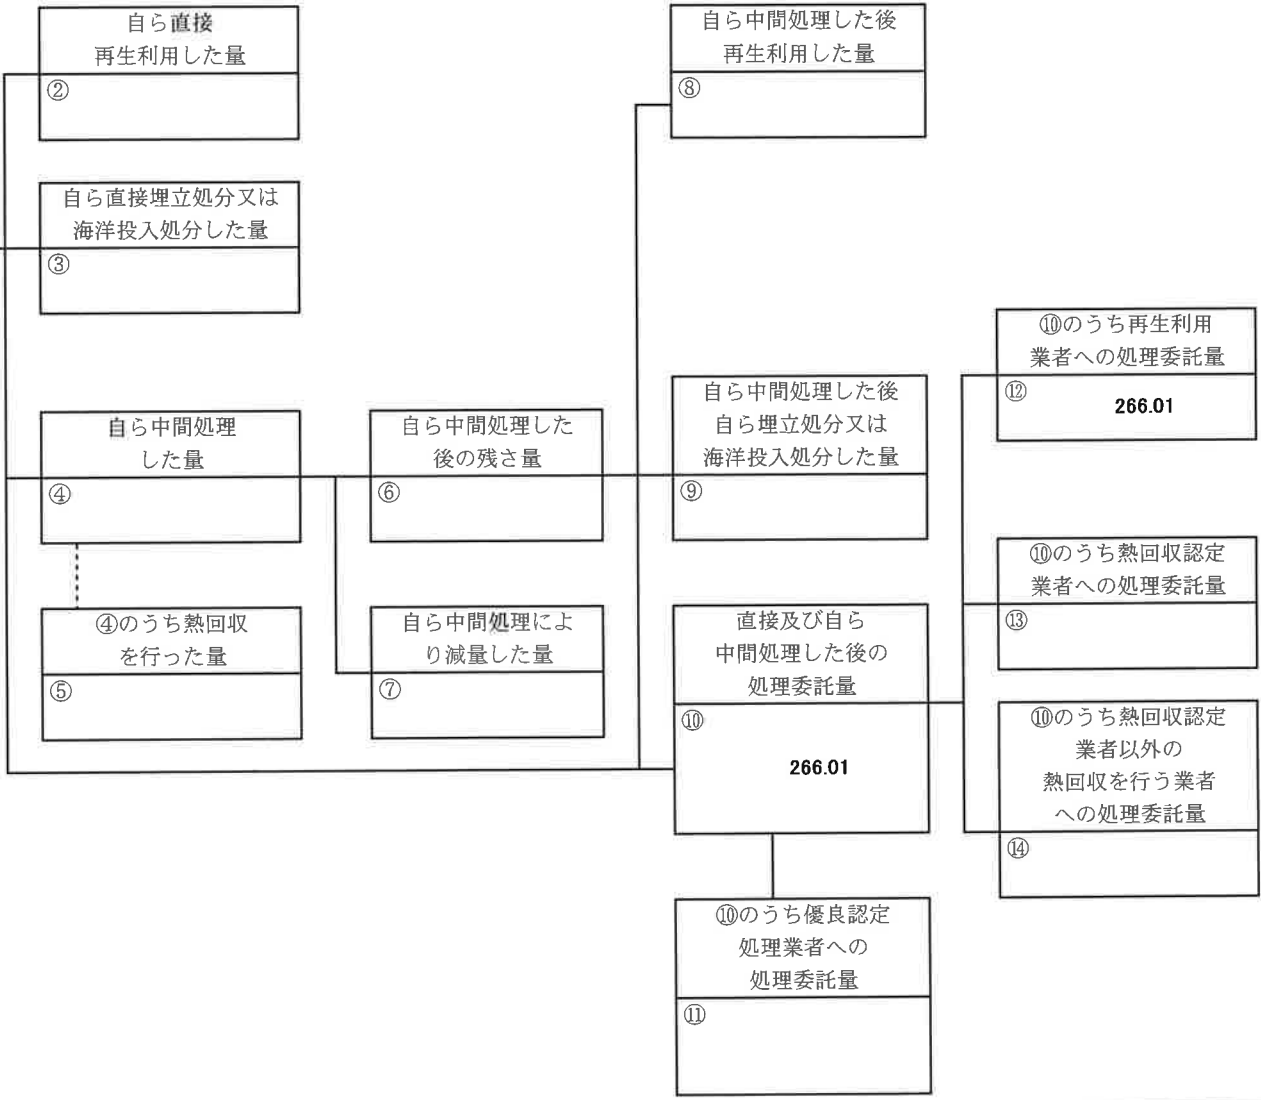 自ら直接
再生利用した量
②
自ら中間処理した後
再生利用した量
⑧
自ら直接埋立処分又は
海洋投入処分した量
③
⑩のうち再生利用
業者への処理委託量
⑫
266.01
自ら中間処理
した量
④
自ら中間処理した
後の残さ量
⑥
自ら中間処理した後
自ら埋立処分又は
海洋投入処分した量
⑨
⑩のうち熱回収認定
業者への処理委託量
⑬
④のうち熱回収
を行った量
⑤
自ら中間処理によ
り減量した量
⑦
直接及び自ら
中間処理した後の
処理委託量
⑩
266.01
⑩のうち熱回収認定
業者以外の
熱回収を行う業者
への処理委託量
⑭
⑩のうち優良認定
処理業者への
処理委託量
⑪